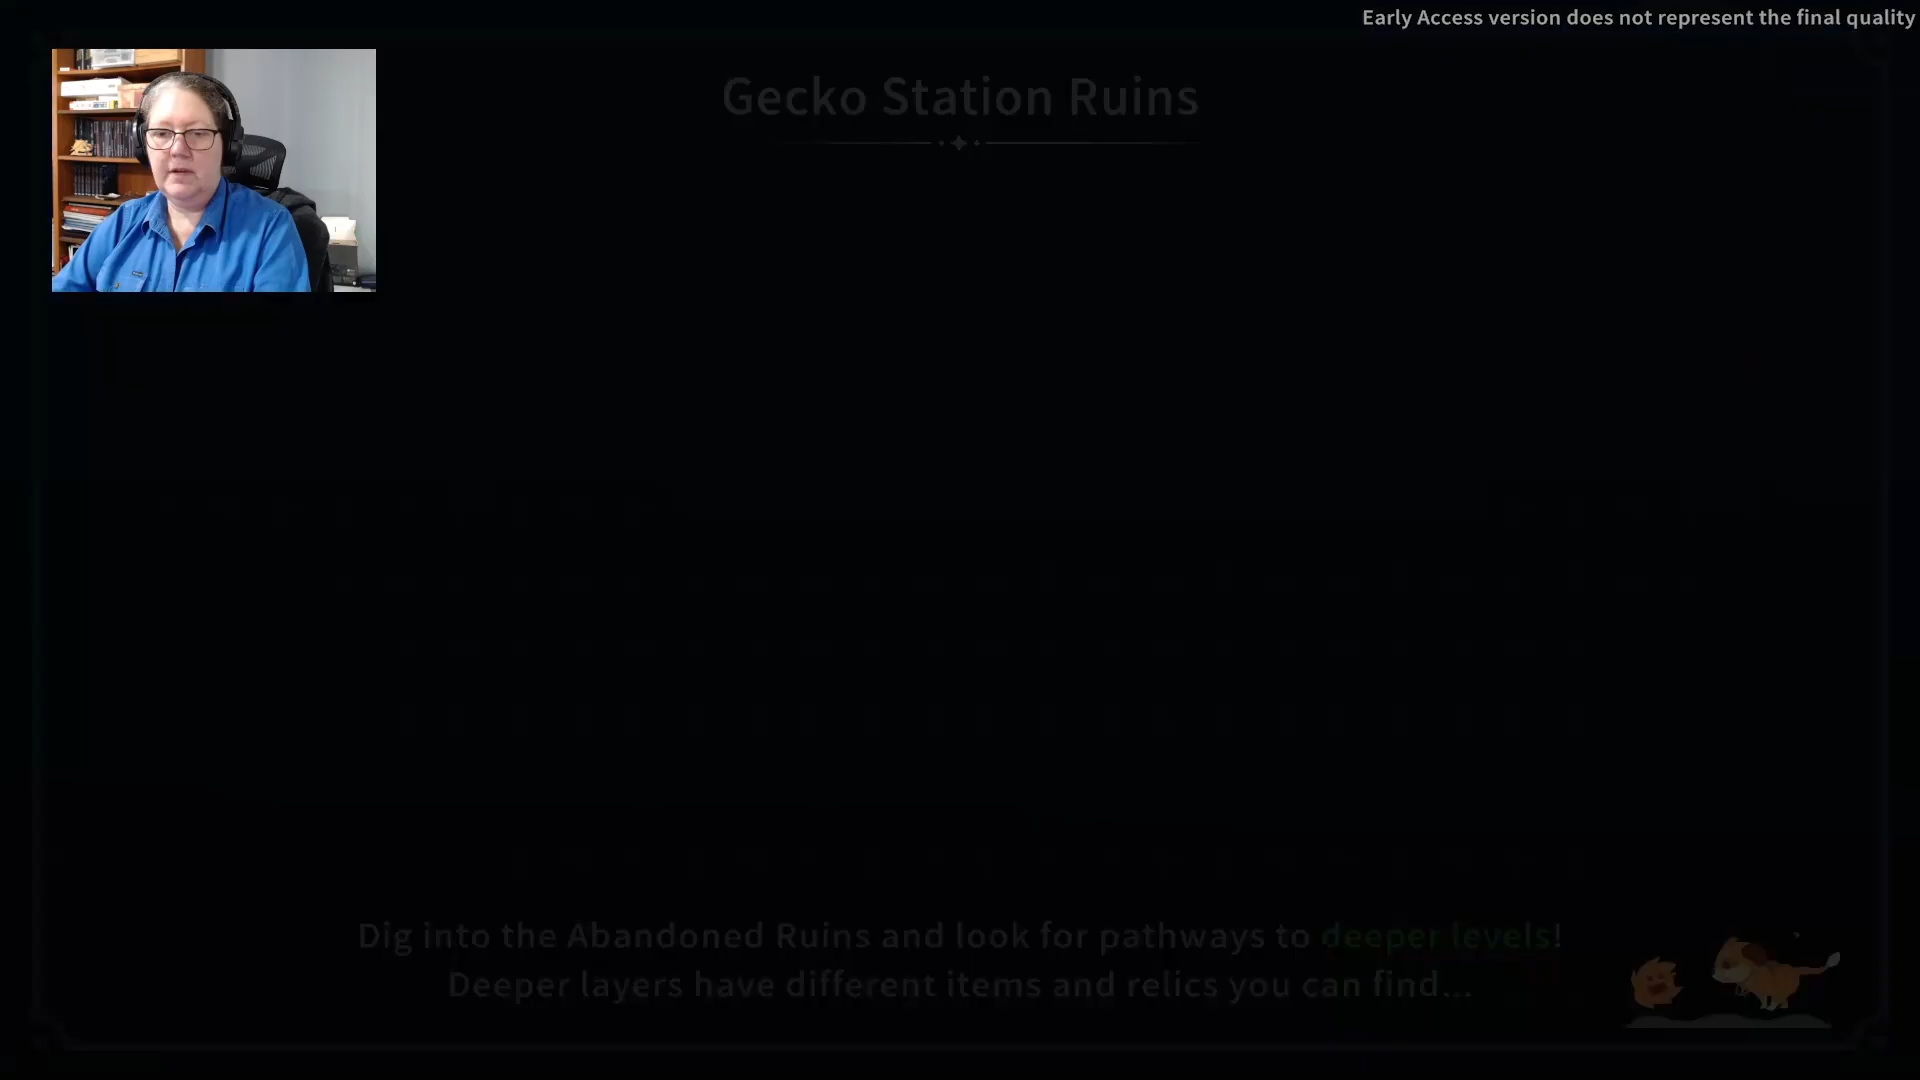 Early Access version does not represent the final quality
Gecko Station Ruins
Dig into the Abandoned Ruins and look for pathways to deeper levels!
Deeper layers have different items and relics you can find...